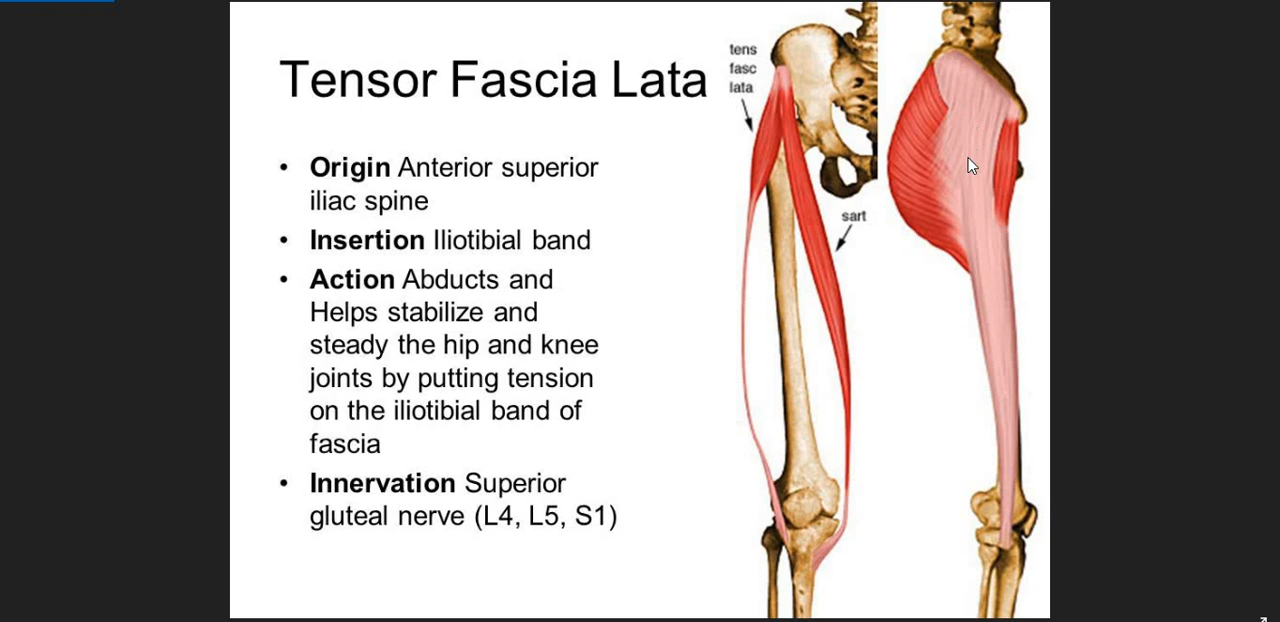 Tensor Fascia Lata
• Origin Anterior superior
iliac spine
• Insertion Iliotibial band
• Action Abducts and
Helps stabilize and
steady the hip and knee
joints by putting tension
on the iliotibial band of
fascia
• Innervation Superior
gluteal nerve (L4, L5, S1)
tens
fasc
lata
sart